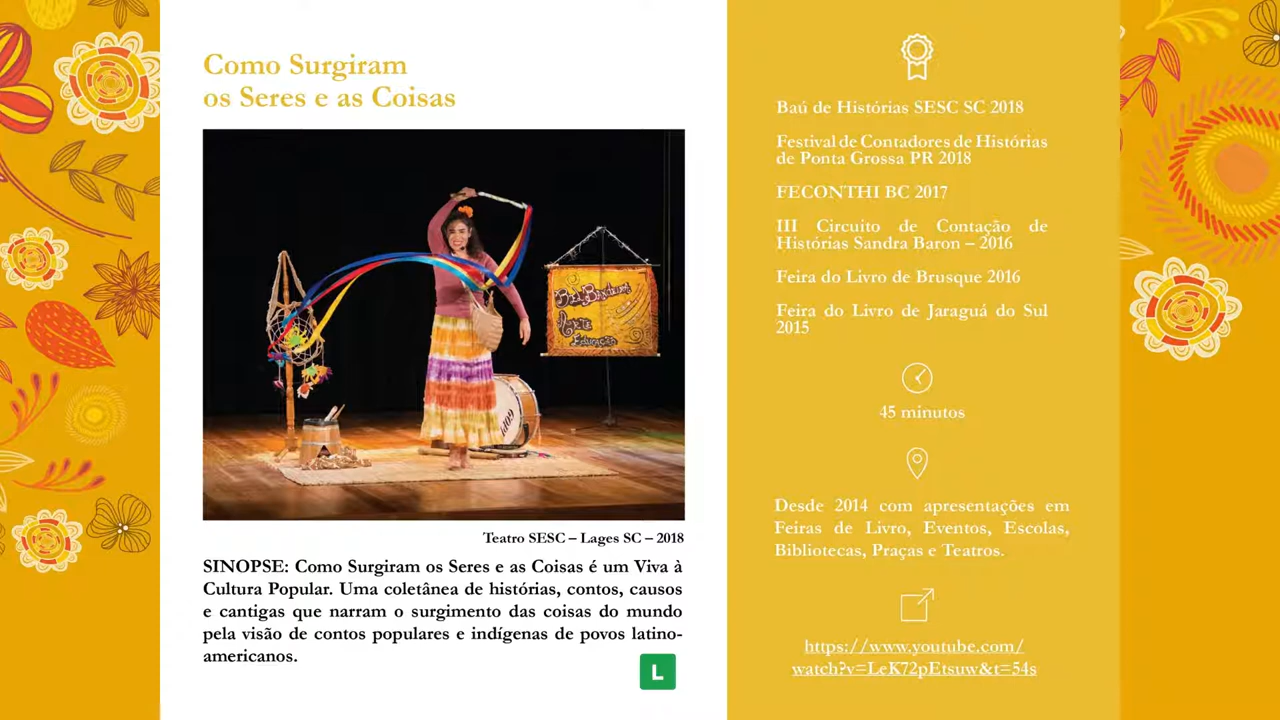 Como Surgiram
os Seres e as Coisas
Arte
Educación
GOPE
Teatro SESC – Lages SC – 2018
SINOPSE: Como Surgiram os Seres e as Coisas é um Viva à
Cultura Popular. Uma coletânea de histórias, contos, causos
e cantigas que narram o surgimento das coisas do mundo
pela visão de contos populares e indígenas de povos latino-
americanos.
L
Baú de Histórias SESC SC 2018
Festival de Contadores de Histórias
de Ponta Grossa PR 2018
FECONTHI BC 2017
III Circuito de Contação de
Histórias Sandra Baron – 2016
Feira do Livro de Brusque 2016
Feira do Livro de Jaraguá do Sul
2015
45 minutos
Desde 2014 com apresentações em
Feiras de Livro, Eventos, Escolas,
Bibliotecas, Praças e Teatros.
https://www.youtube.com/
watch?v=LeK72pEtsuw&t=54s